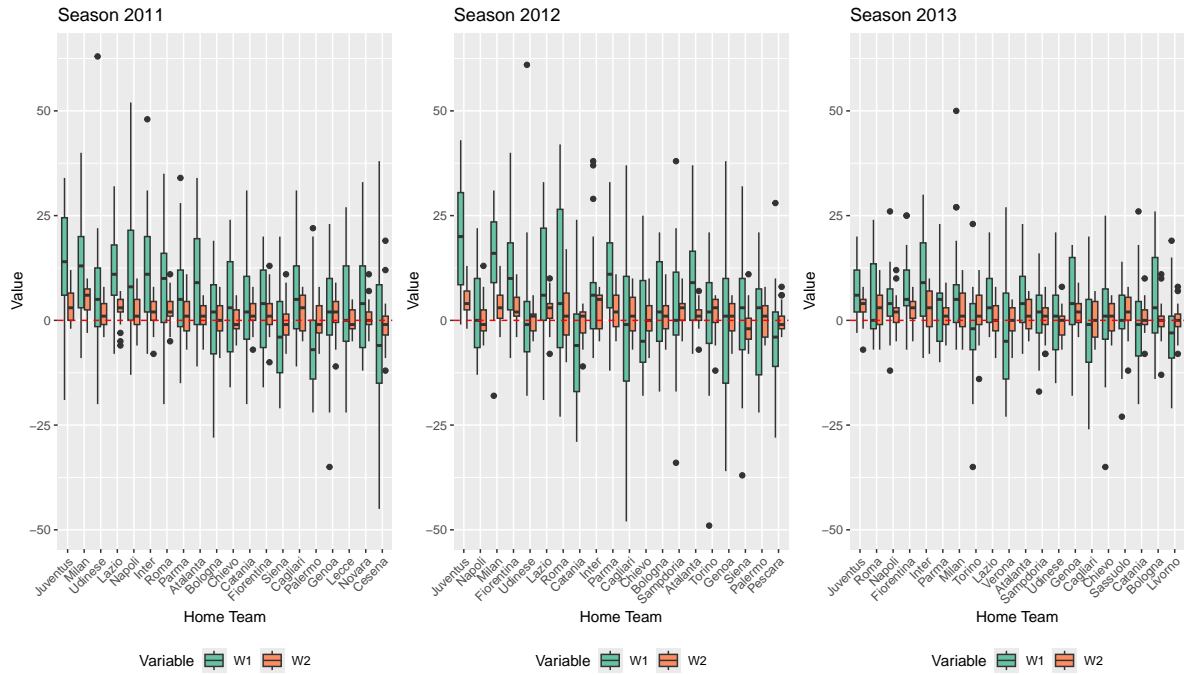 Season 2011
Value
50
25
0
−25
−50
Juventus
Milan
Udinese
Lazio
Napoli
Inter
Roma
Parma
Atalanta
Bologna
Chievo
Catania
Fiorentina
Siena
Cagliari
Palermo
Genoa
Lecce
Novara
Cesena
Home Team
Variable W1 W2
Season 2012
Value
50
25
0
−25
−50
Juventus
Napoli
Milan
Fiorentina
Udinese
Lazio
Roma
Catania
Inter
Parma
Cagliari
Chievo
Bologna
Sampdoria
Atalanta
Torino
Genoa
Siena
Palermo
Pescara
Home Team
Variable W1 W2
Season 2013
Value
50
25
0
−25
−50
Juventus
Roma
Napoli
Fiorentina
Inter
Parma
Milan
Torino
Lazio
Verona
Atalanta
Sampdoria
Udinese
Genoa
Cagliari
Chievo
Sassuolo
Catania
Bologna
Livorno
Home Team
Variable W1 W2